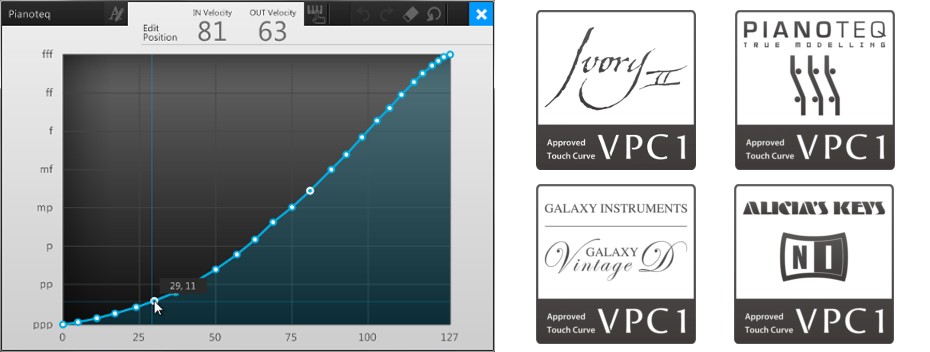 Pianoteq
Edit
Position
IN Velocity
81
OUT Velocity
63
fff
ff
f
mf
mp
p
pp
ppp
29, 11
0
25
50
75
100
127
Ivory II
Approved
Touch Curve
VPC1
PIANOTEQ
TRUE MODELLING
Approved
Touch Curve
VPC1
GALAXY INSTRUMENTS
GALAXY
Vintage D
Approved
Touch Curve
VPC1
ALICIA'S KEYS
NI
Approved
Touch Curve
VPC1